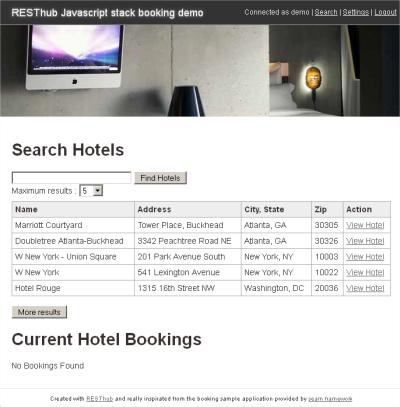 RESThub Javascript stack booking demo
Connected as demo | Search | Settings | Logout
Search Hotels
Find Hotels
Maximum results : 5
Name Address City, State Zip Action
Marriott Courtyard Tower Place, Buckhead Atlanta, GA 30305 View Hotel
Doubletree Atlanta-Buckhead 3342 Peachtree Road NE Atlanta, GA 30326 View Hotel
W New York - Union Square 201 Park Avenue South New York, NY 10003 View Hotel
W New York 541 Lexington Avenue New York, NY 10022 View Hotel
Hotel Rouge 1315 16th Street NW Washington, DC 20036 View Hotel
More results
Current Hotel Bookings
No Bookings Found
Created with RESThub and really inspirated from the booking sample application provided by seam framework